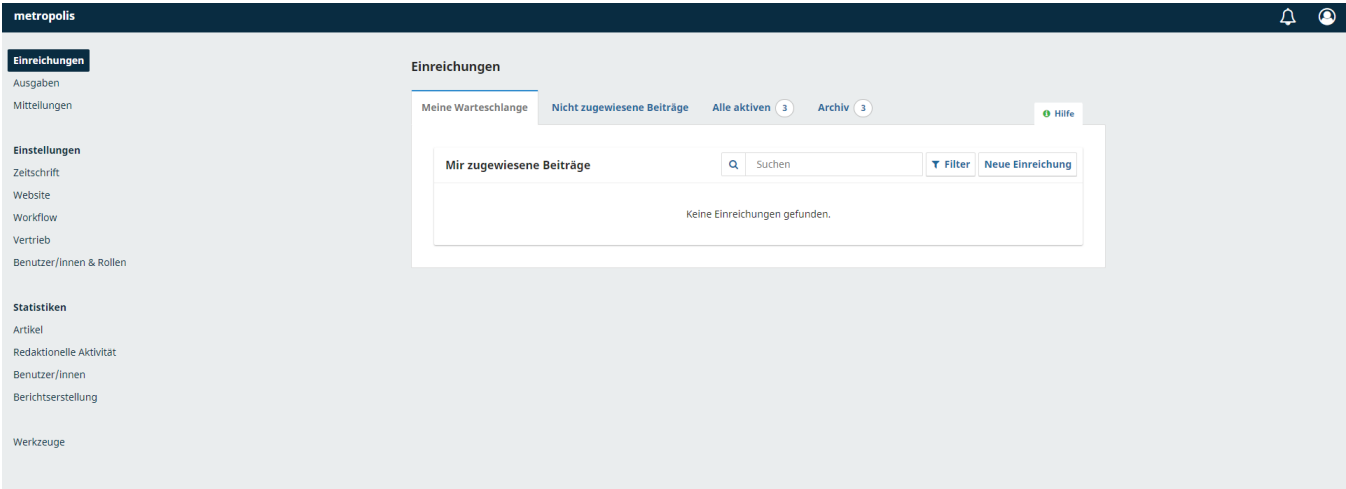 metropolis
Einreichungen
Ausgaben
Mitteilungen
Einstellungen
Zeitschrift
Website
Workflow
Vertrieb
Benutzer/innen & Rollen
Statistiken
Artikel
Redaktionelle Aktivität
Benutzer/innen
Berichtserstellung
Werkzeuge
Einreichungen
Meine Warteschlange Nicht zugewiesene Beiträge Alle aktiven 3 Archiv 3
Hilfe
Mir zugewiesene Beiträge Suchen Filter Neue Einreichung
Keine Einreichungen gefunden.